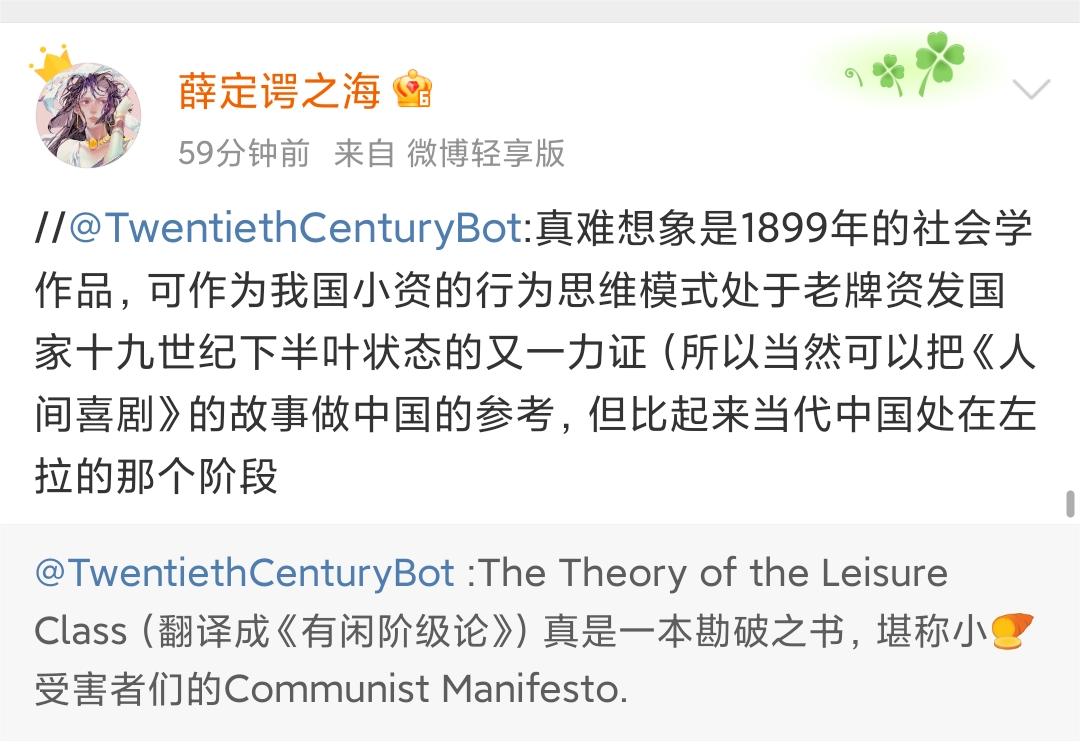 薛定谔之海
59分钟前 来自 微博轻享版
//@TwentiethCenturyBot:真难想象是1899年的社会学
作品，可作为我国小资的行为思维模式处于老牌资发国
家十九世纪下半叶状态的又一力证（所以当然可以把《人
间喜剧》的故事做中国的参考，但比起来当代中国处在左
拉的那个阶段
@TwentiethCenturyBot :The Theory of the Leisure
Class（翻译成《有闲阶级论》）真是一本勘破之书，堪称小🍠
受害者们的Communist Manifesto.